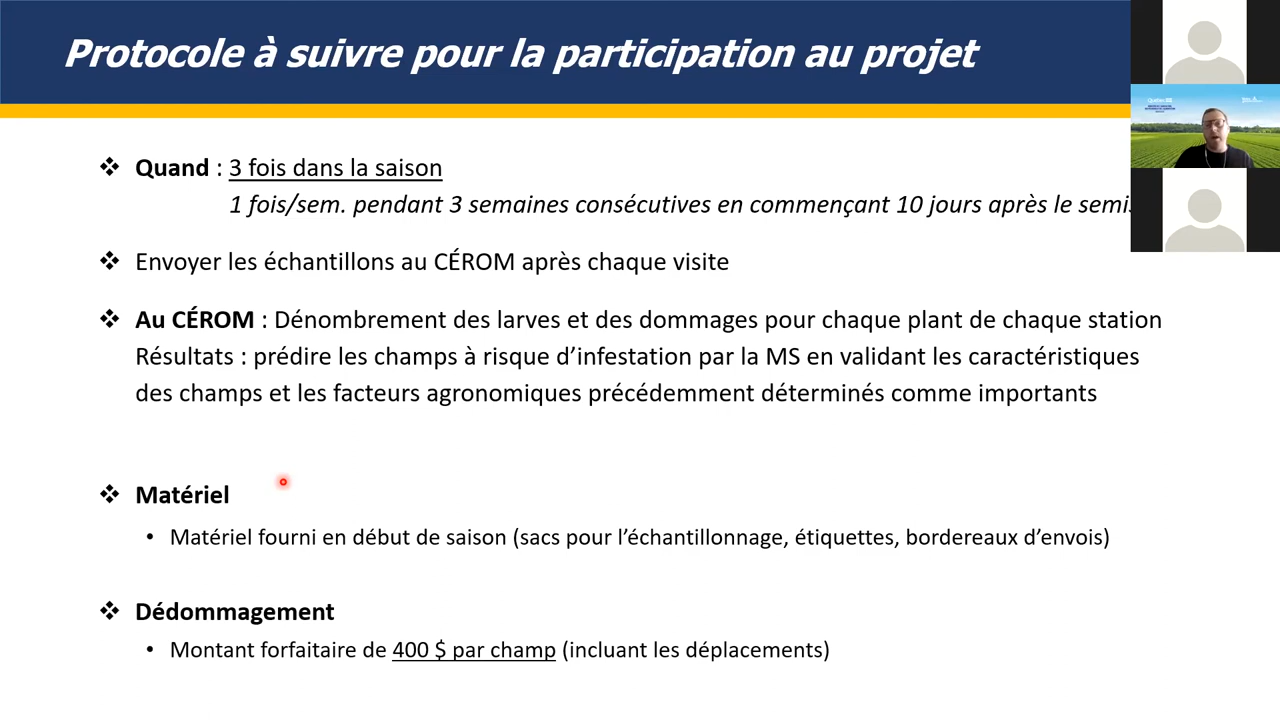 Protocole à suivre pour la participation au projet
Quand : 3 fois dans la saison
1 fois/sem. pendant 3 semaines consécutives en commençant 10 jours après le semis
Envoyer les échantillons au CÉROM après chaque visite
Au CÉROM : Dénombrement des larves et des dommages pour chaque plant de chaque station
Résultats : prédire les champs à risque d’infestation par la MS en validant les caractéristiques
des champs et les facteurs agronomiques précédemment déterminés comme importants
Matériel
• Matériel fourni en début de saison (sacs pour l’échantillonnage, étiquettes, bordereaux d’envois)
Dédommagement
• Montant forfaitaire de 400 $ par champ (incluant les déplacements)